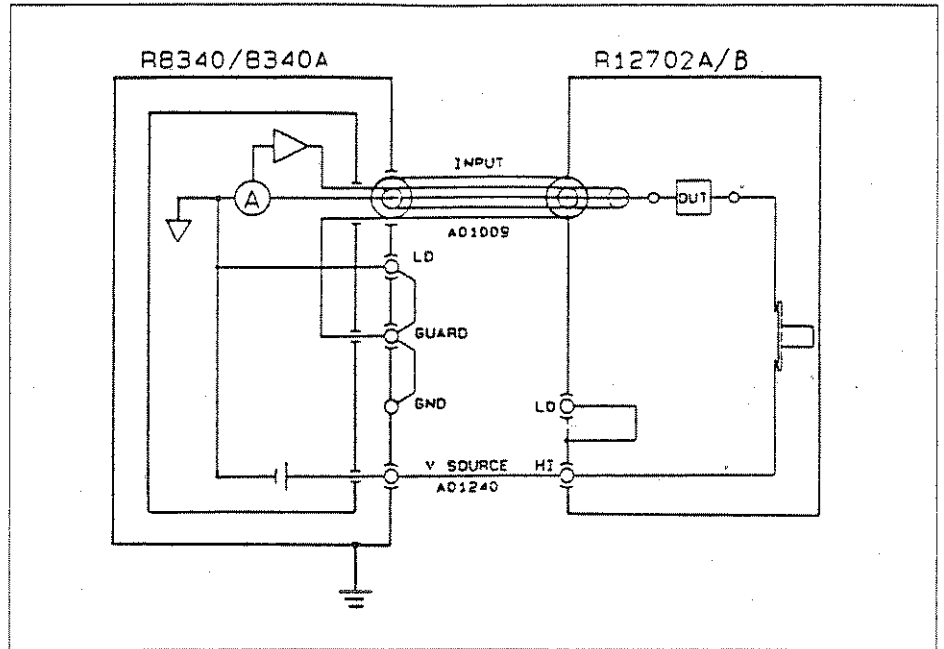 R8340/8340A
R12702A/B
INPUT
A
DUT
A01009
LO
GUARD
GND
LO
V SOURCE
HI
A01240